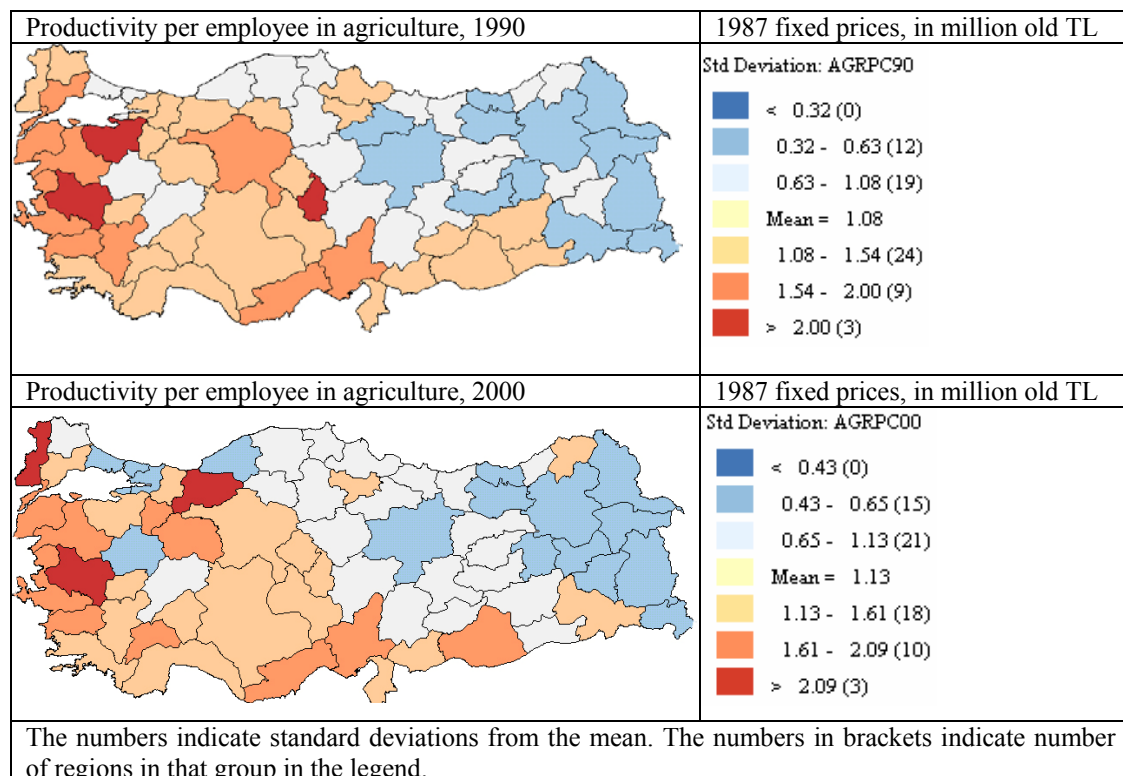 Productivity per employee in agriculture, 1990
1987 fixed prices, in million old TL
Std Deviation: AGRPC90
< 0.32 (0)
0.32 - 0.63 (12)
0.63 - 1.08 (19)
Mean = 1.08
1.08 - 1.54 (24)
1.54 - 2.00 (9)
> 2.00 (3)
Productivity per employee in agriculture, 2000
1987 fixed prices, in million old TL
Std Deviation: AGRPC00
< 0.43 (0)
0.43 - 0.65 (15)
0.65 - 1.13 (21)
Mean = 1.13
1.13 - 1.61 (18)
1.61 - 2.09 (10)
> 2.09 (3)
The numbers indicate standard deviations from the mean. The numbers in brackets indicate number
of regions in that group in the legend.